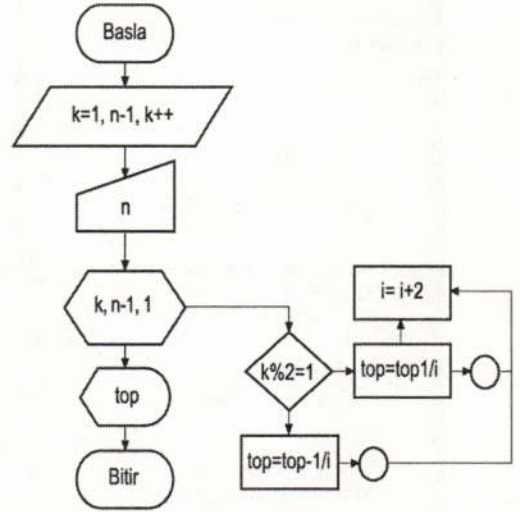 Basla
k=1, n-1, k++
n
k, n-1, 1
i= i+2
k%2=1
top=top1/i
top
top=top-1/i
Bitir